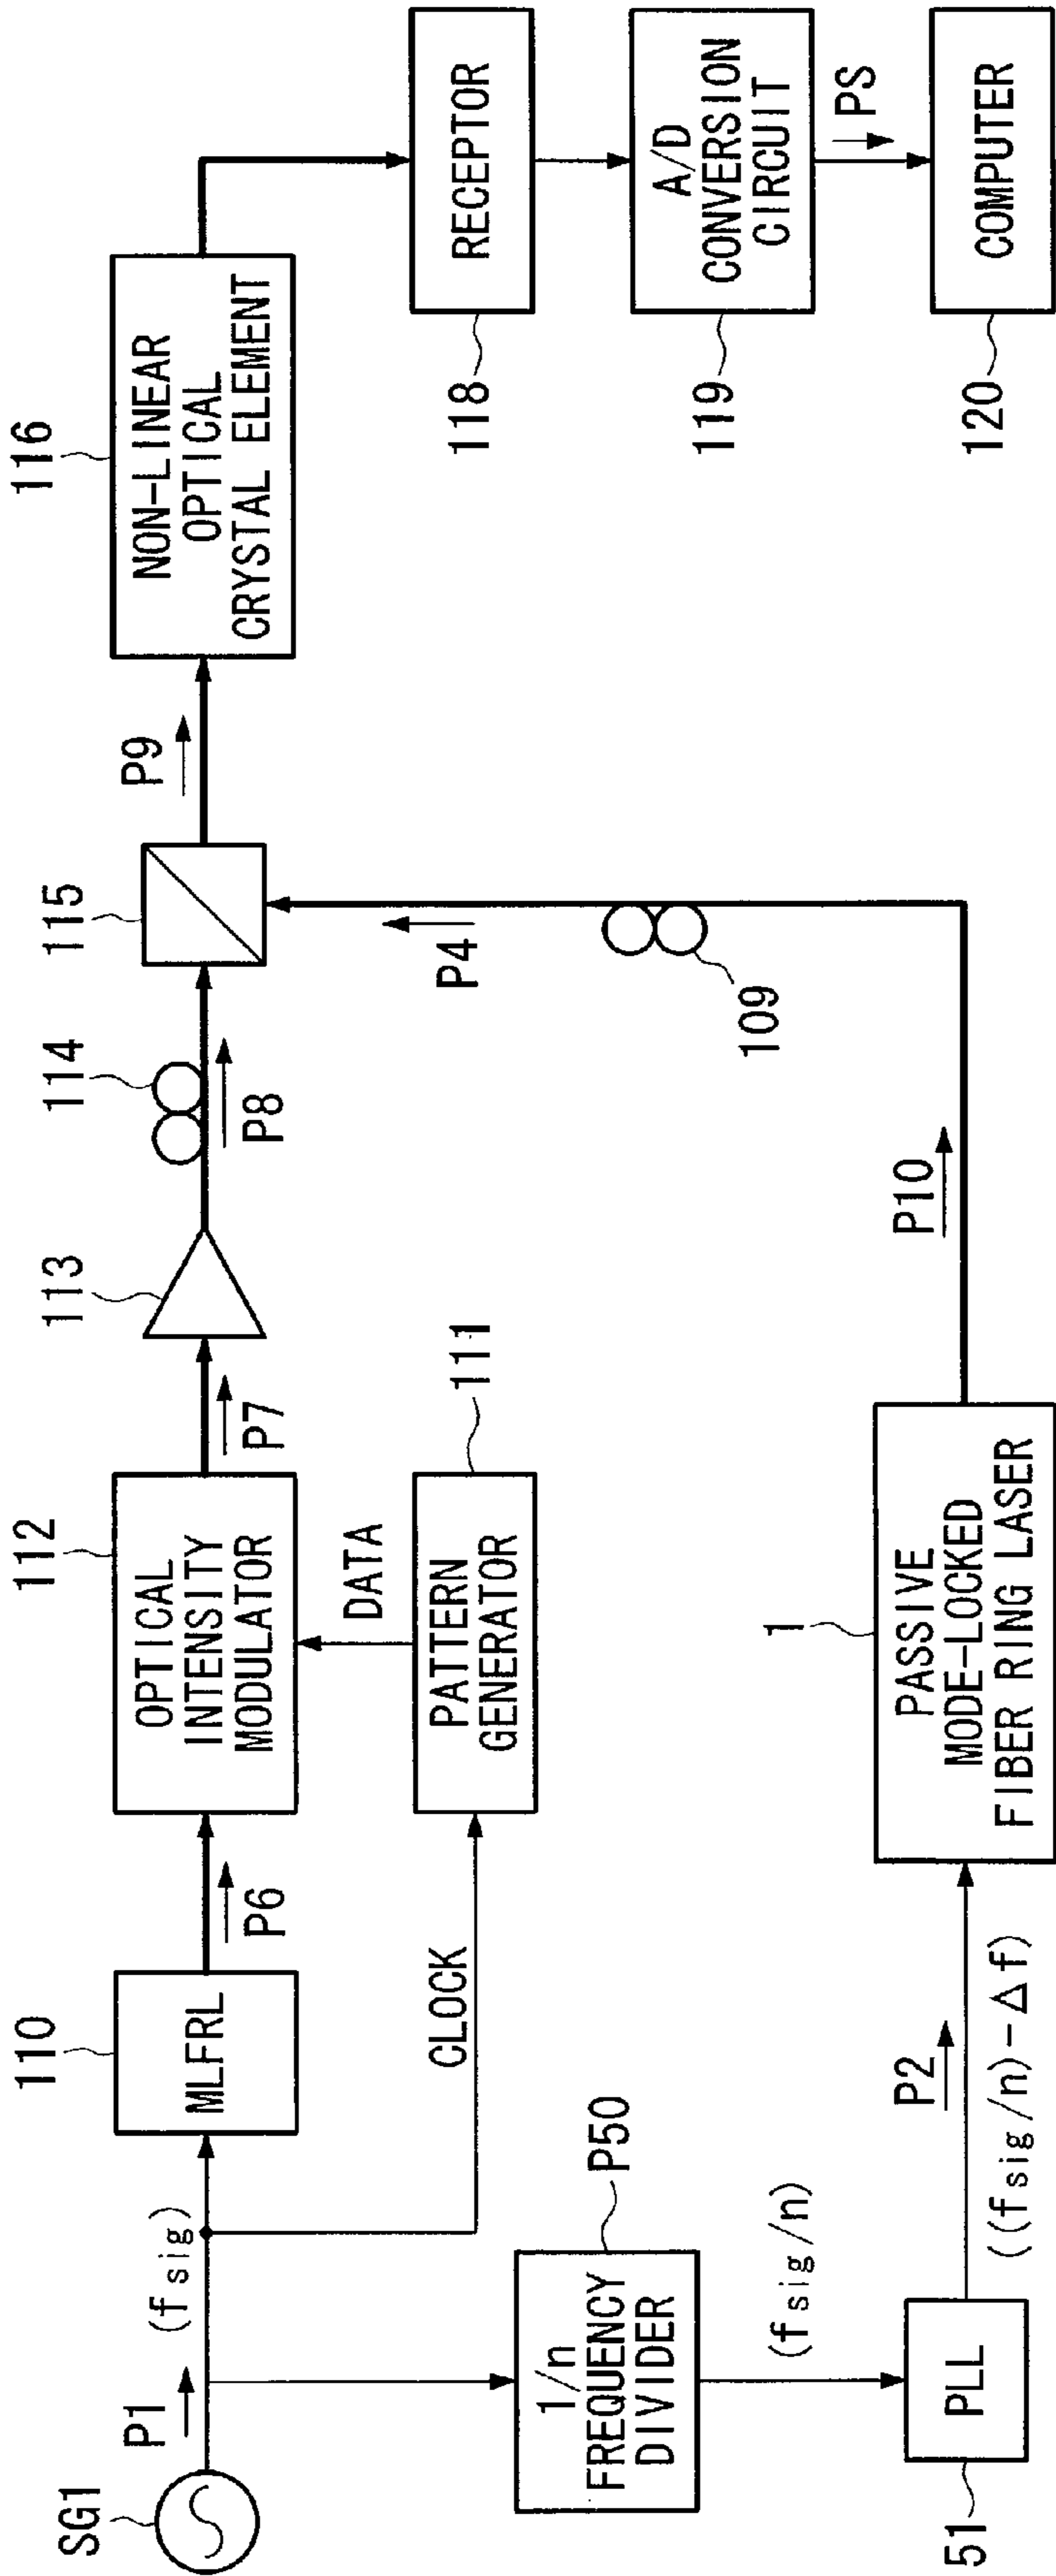 SG1
P1
(fsig)
110
MLFRL
P6
112
OPTICAL
INTENSITY
MODULATOR
P7
113
114
P8
115
P9
116
NON-LINEAR
OPTICAL
CRYSTAL ELEMENT
CLOCK
DATA
PATTERN
GENERATOR
111
1/n
FREQUENCY
DIVIDER
P50
(fsig/n)
51
PLL
P2
((fsig/n)-Δf)
1
PASSIVE
MODE-LOCKED
FIBER RING LASER
P10
109
P4
118
RECEPTOR
119
A/D
CONVERSION
CIRCUIT
PS
120
COMPUTER